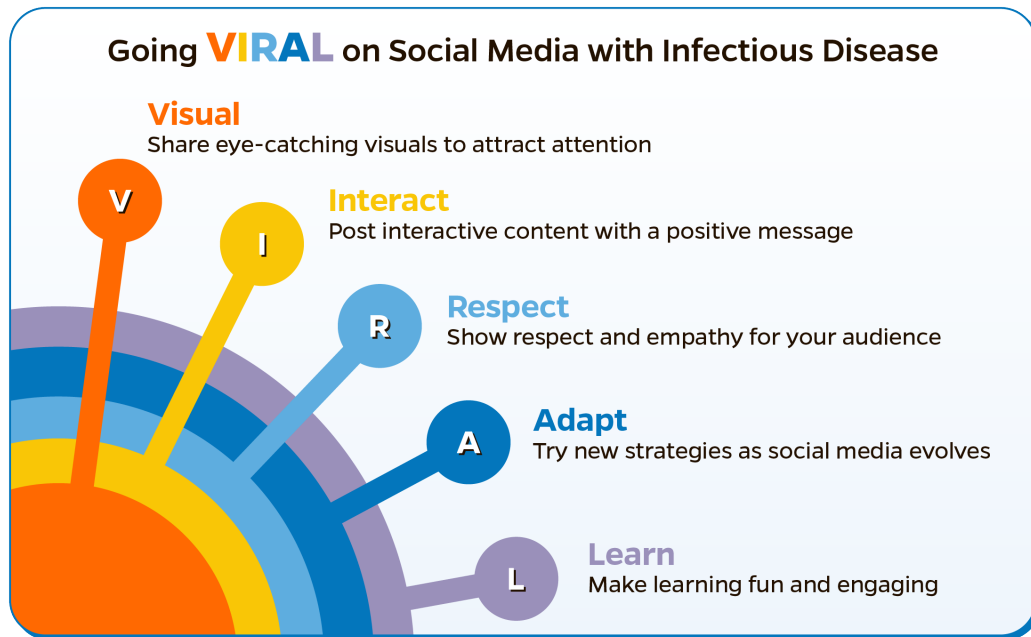 Going VIRAL on Social Media with Infectious Disease
Visual
Share eye-catching visuals to attract attention
V
Interact
Post interactive content with a positive message
I
Respect
Show respect and empathy for your audience
R
Adapt
Try new strategies as social media evolves
A
Learn
Make learning fun and engaging
L